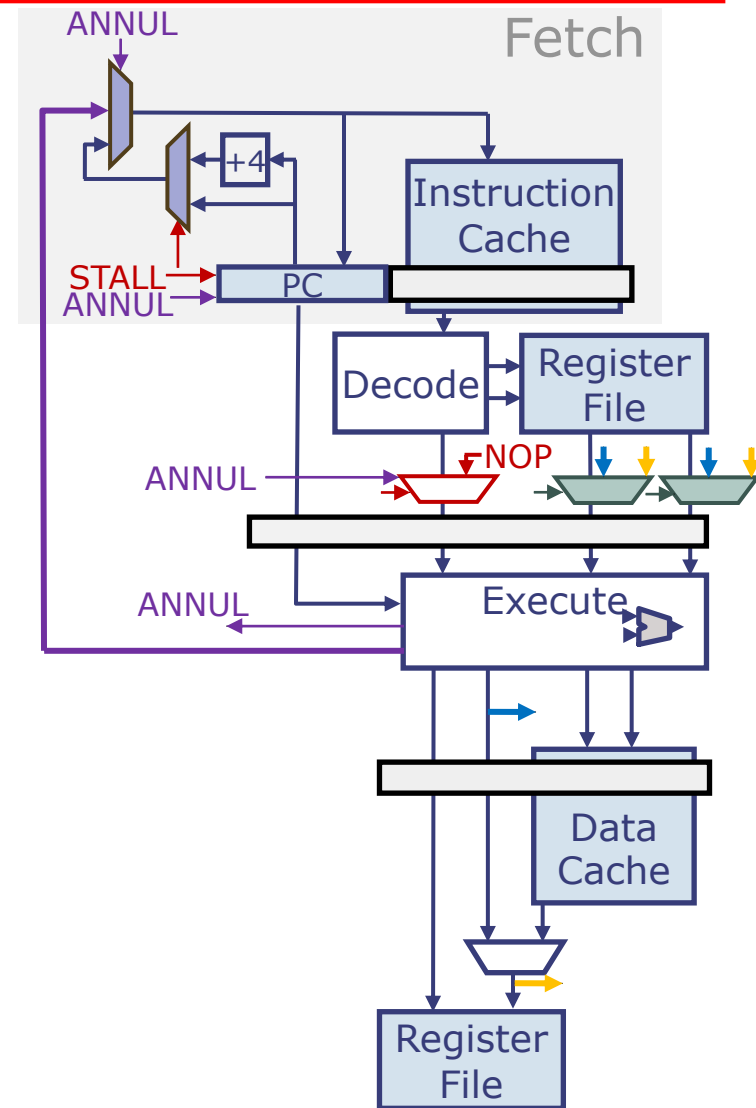 ANNUL
Fetch
+4
Instruction
Cache
STALL
ANNUL
PC
Decode
Register
File
NOP
ANNUL
Execute
ANNUL
Data
Cache
Register
File